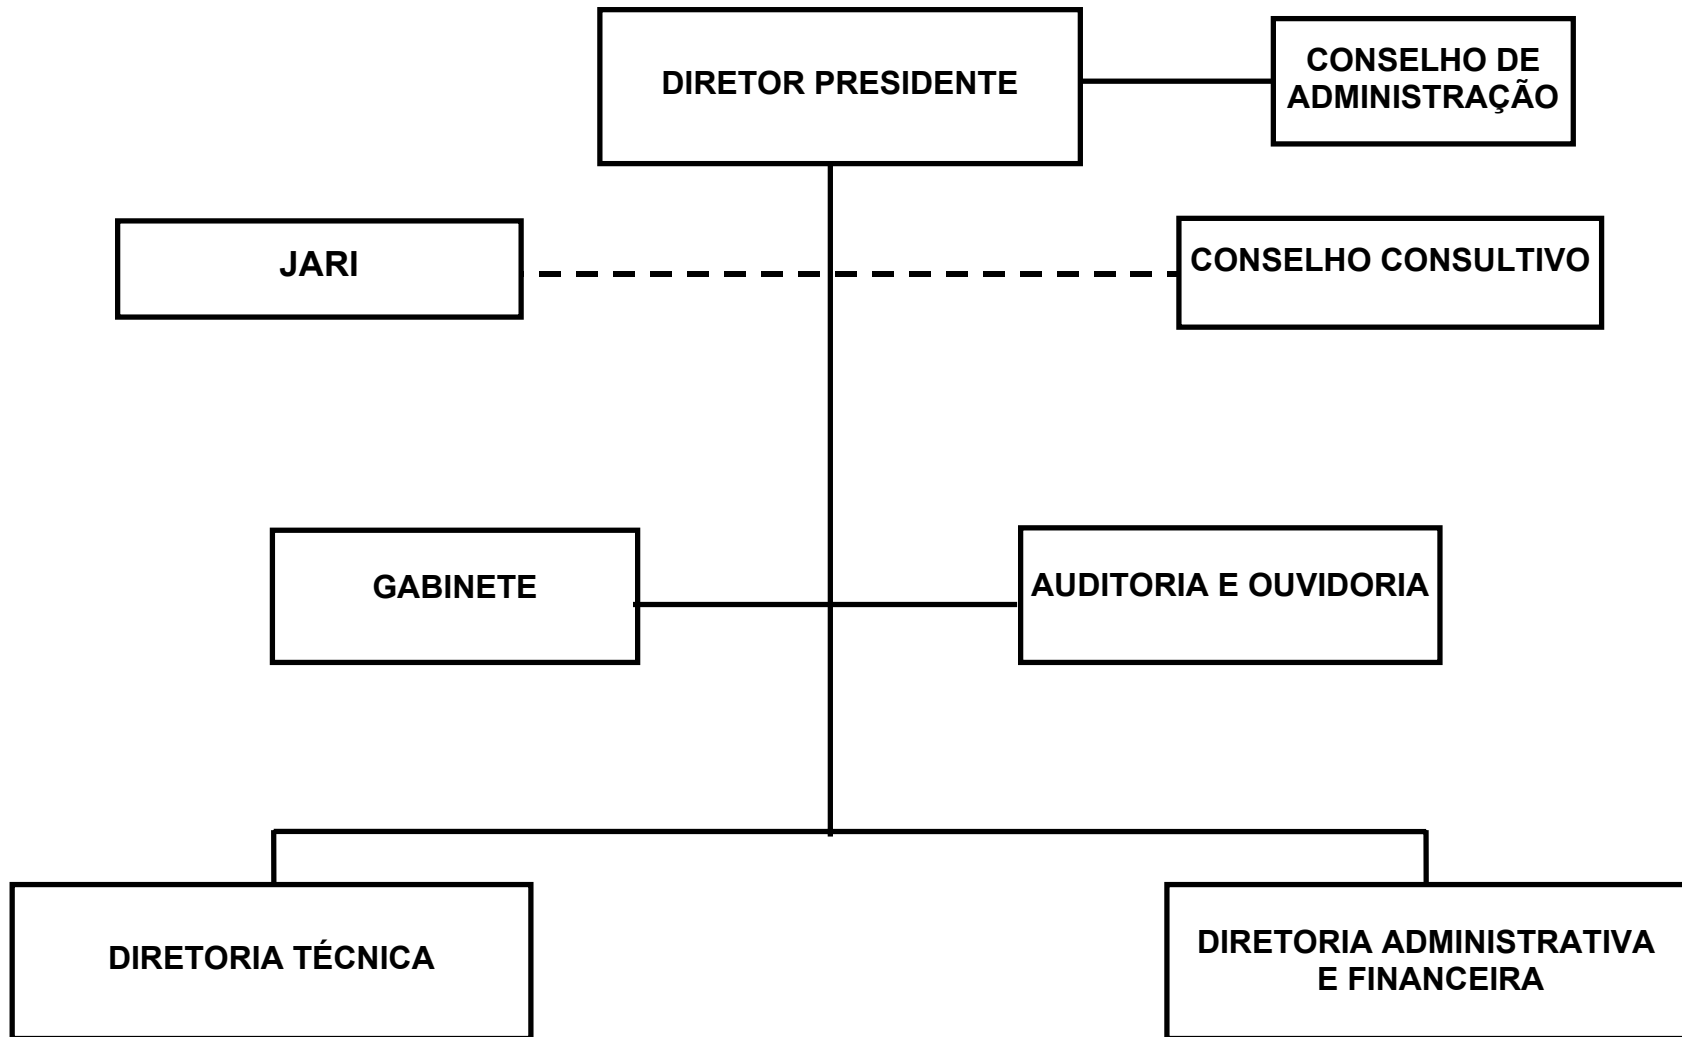 DIRETOR PRESIDENTE
CONSELHO DE
ADMINISTRAÇÃO
JARI
CONSELHO CONSULTIVO
GABINETE
AUDITORIA E OUVIDORIA
DIRETORIA TÉCNICA
DIRETORIA ADMINISTRATIVA
E FINANCEIRA